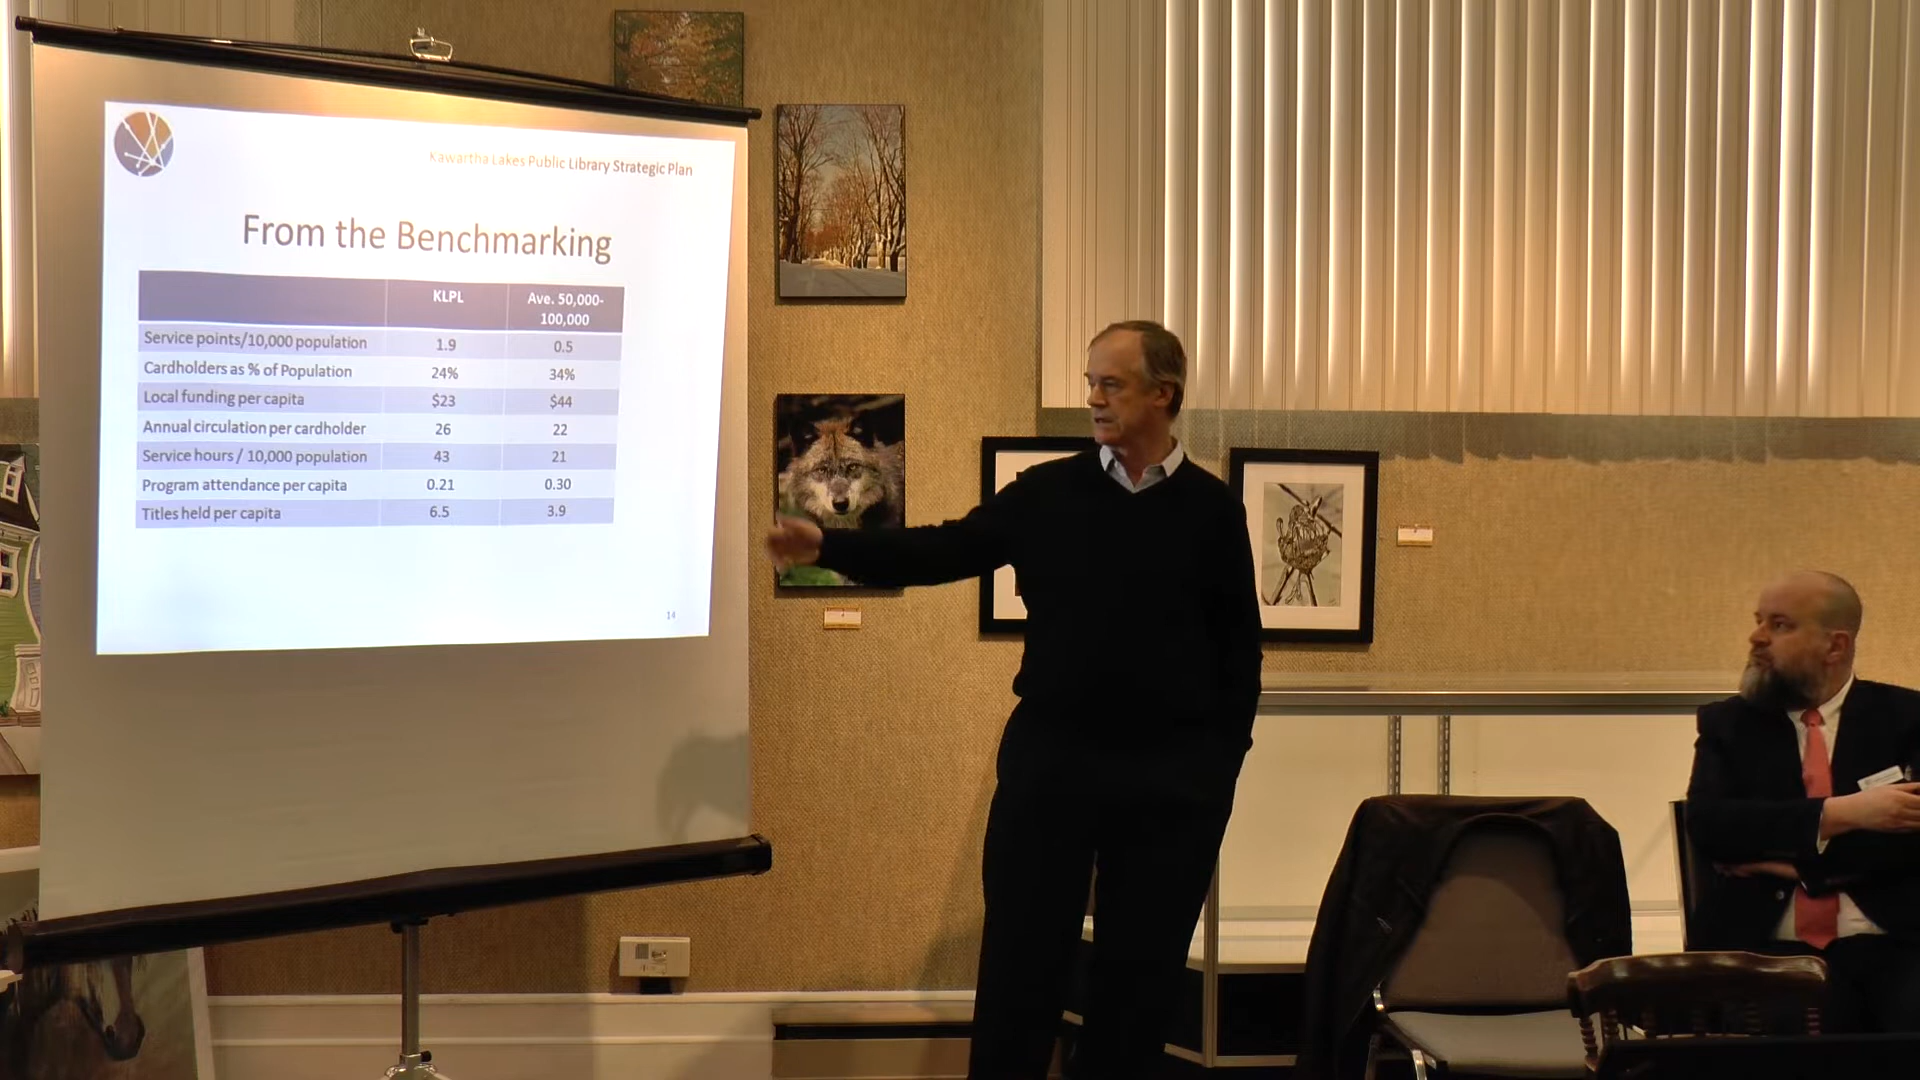 Kawartha Lakes Public Library Strategic Plan
From the Benchmarking
KLPL
Ave. 50,000-
100,000
Service points/10,000 population 1.9 0.5
Cardholders as % of Population 24% 34%
Local funding per capita $23 $44
Annual circulation per cardholder 26 22
Service hours / 10,000 population 43 21
Program attendance per capita 0.21 0.30
Titles held per capita 6.5 3.9
14